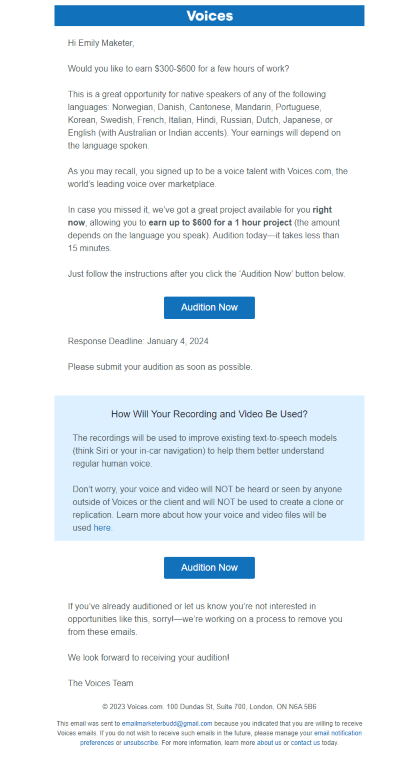 Voices
Hi Emily Maketer,
Would you like to earn $300-$600 for a few hours of work?
This is a great opportunity for native speakers of any of the following
languages: Norwegian, Danish, Cantonese, Mandarin, Portuguese,
Korean, Swedish, French, Italian, Hindi, Russian, Dutch, Japanese, or
English (with Australian or Indian accents). Your earnings will depend on
the language spoken.
As you may recall, you signed up to be a voice talent with Voices.com, the
world's leading voice over marketplace.
In case you missed it, we've got a great project available for you right
now, allowing you to earn up to $600 for a 1 hour project (the amount
depends on the language you speak). Audition today—it takes less than
15 minutes.
Just follow the instructions after you click the 'Audition Now' button below.
Audition Now
Response Deadline: January 4, 2024
Please submit your audition as soon as possible.
How Will Your Recording and Video Be Used?
The recordings will be used to improve existing text-to-speech models
(think Siri or your in-car navigation) to help them better understand
regular human voice.
Don't worry, your voice and video will NOT be heard or seen by anyone
outside of Voices or the client and will NOT be used to create a clone or
replication. Learn more about how your voice and video files will be
used here.
Audition Now
If you've already auditioned or let us know you're not interested in
opportunities like this, sorry!—we're working on a process to remove you
from these emails.
We look forward to receiving your audition!
The Voices Team
© 2023 Voices.com. 100 Dundas St, Suite 700, London, ON N6A 5B6
This email was sent to emailmarketerbudd@gmail.com because you indicated that you are willing to receive
Voices emails. If you do not wish to receive such emails in the future, please manage your email notification
preferences or unsubscribe. For more information, learn more about us or contact us today.